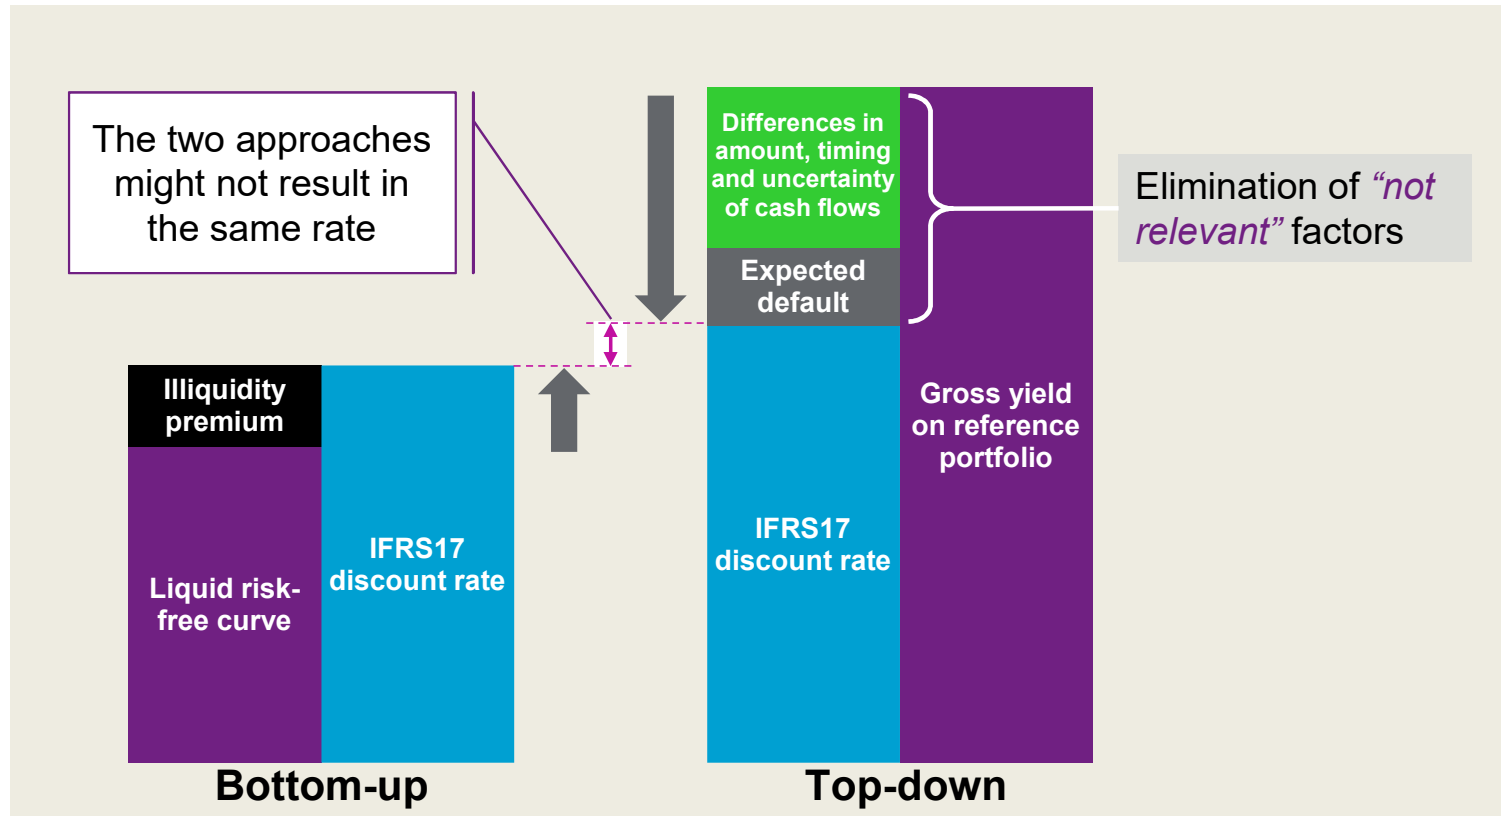 The two approaches
might not result in
the same rate
Differences in
amount, timing
and uncertainty
of cash flows
Expected
default
Elimination of “not
relevant” factors
Illiquidity
premium
Liquid risk-
free curve
IFRS17
discount rate
IFRS17
discount rate
Gross yield
on reference
portfolio
Bottom-up
Top-down